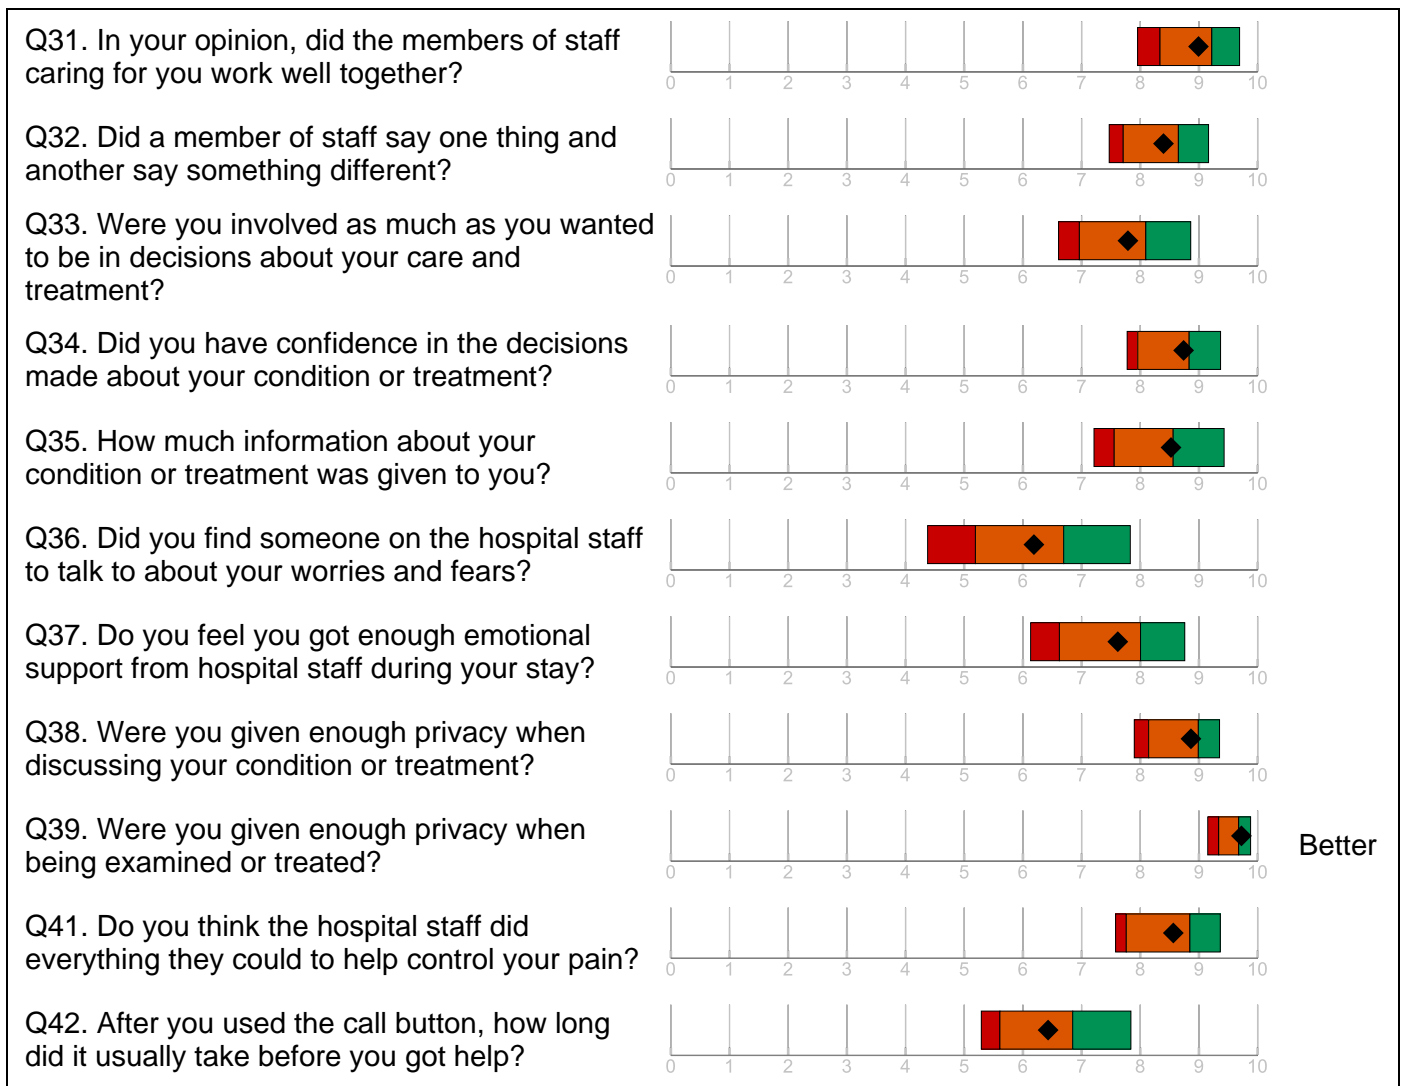 Q31. In your opinion, did the members of staff
caring for you work well together?
0 1 2 3 4 5 6 7 8 9 10
Q32. Did a member of staff say one thing and
another say something different?
0 1 2 3 4 5 6 7 8 9 10
Q33. Were you involved as much as you wanted
to be in decisions about your care and
treatment?
0 1 2 3 4 5 6 7 8 9 10
Q34. Did you have confidence in the decisions
made about your condition or treatment?
0 1 2 3 4 5 6 7 8 9 10
Q35. How much information about your
condition or treatment was given to you?
0 1 2 3 4 5 6 7 8 9 10
Q36. Did you find someone on the hospital staff
to talk to about your worries and fears?
0 1 2 3 4 5 6 7 8 9 10
Q37. Do you feel you got enough emotional
support from hospital staff during your stay?
0 1 2 3 4 5 6 7 8 9 10
Q38. Were you given enough privacy when
discussing your condition or treatment?
0 1 2 3 4 5 6 7 8 9 10
Q39. Were you given enough privacy when
being examined or treated?
Better
0 1 2 3 4 5 6 7 8 9 10
Q41. Do you think the hospital staff did
everything they could to help control your pain?
0 1 2 3 4 5 6 7 8 9 10
Q42. After you used the call button, how long
did it usually take before you got help?
0 1 2 3 4 5 6 7 8 9 10